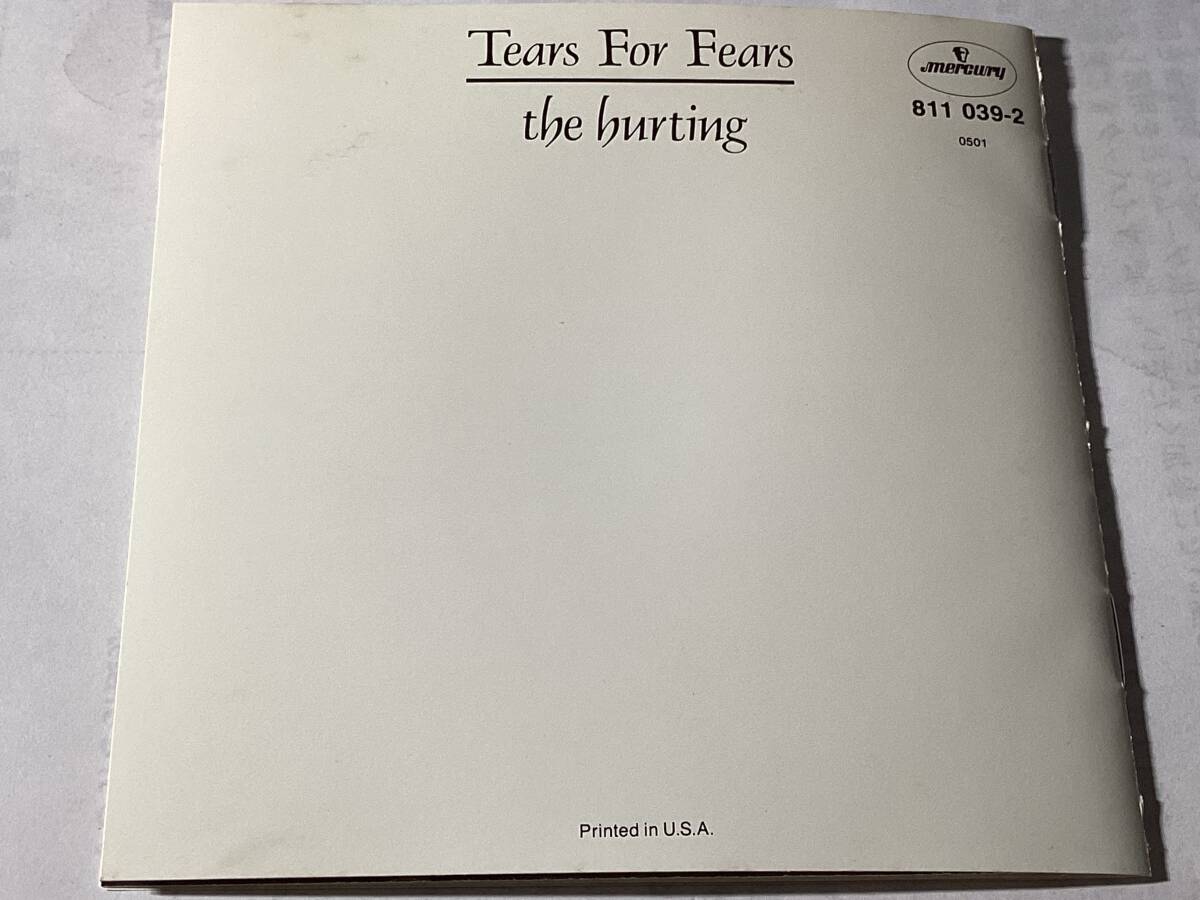 Tears For Fears
the hurting
mercury
811 039-2
0501
Printed in U.S.A.